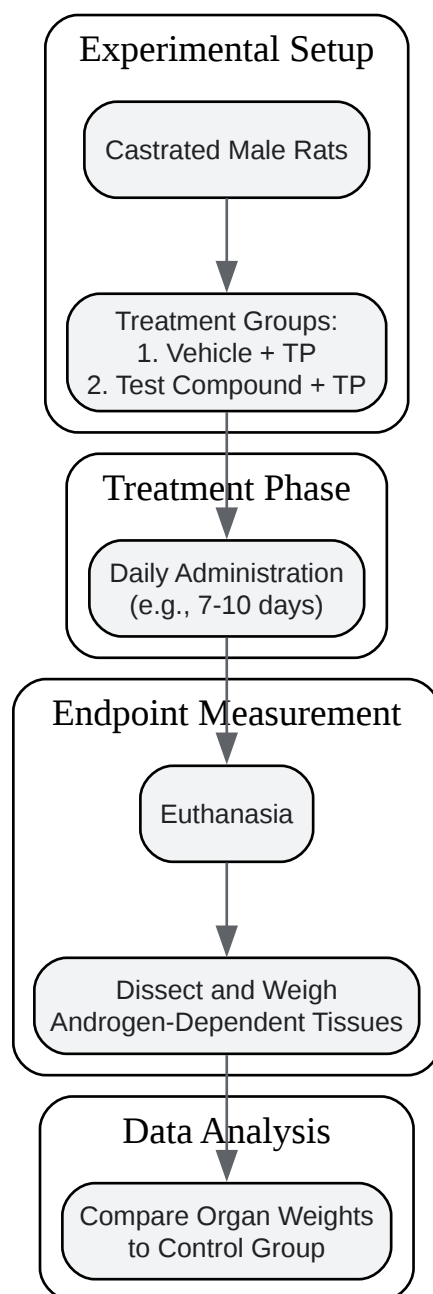 Experimental Setup
Castrated Male Rats
Treatment Groups:
1. Vehicle + TP
2. Test Compound + TP
Treatment Phase
Daily Administration
(e.g., 7-10 days)
Endpoint Measurement
Euthanasia
Dissect and Weigh
Androgen-Dependent Tissues
Data Analysis
Compare Organ Weights
to Control Group